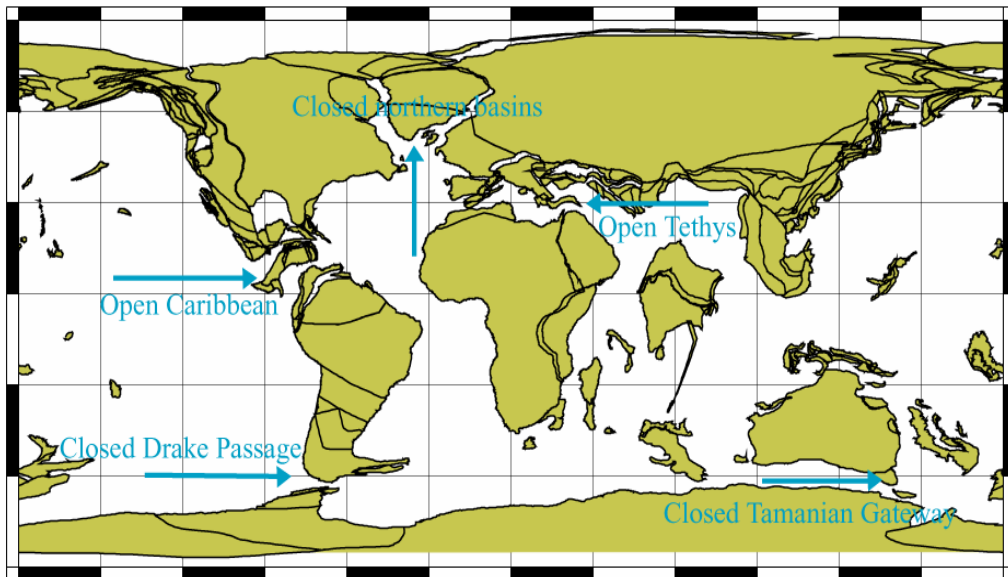 Closed northern basins
Open Tethys
Open Caribbean
Closed Drake Passage
Closed Tamanian Gateway